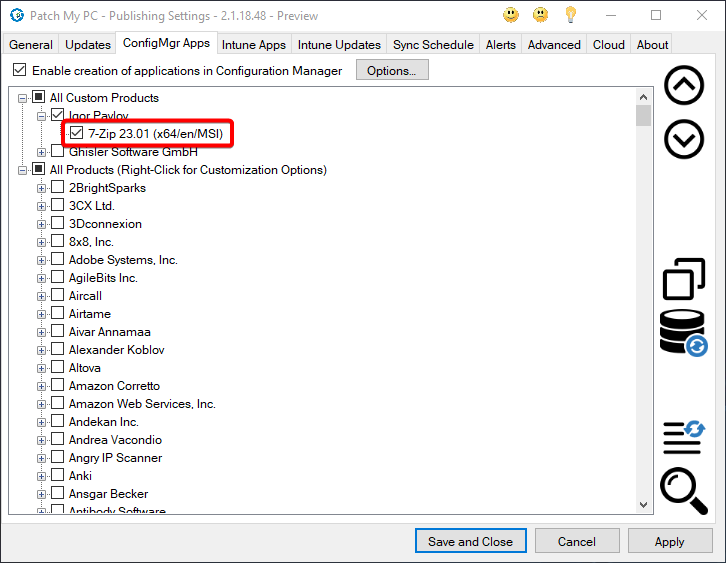 Patch My PC - Publishing Settings - 2.1.18.48 - Preview
General Updates ConfigMgr Apps Intune Apps Intune Updates Sync Schedule Alerts Advanced Cloud About
Enable creation of applications in Configuration Manager Options...
All Custom Products
Igor Pavlov
7-Zip 23.01 (x64/en/MSI)
Ghisler Software GmbH
All Products (Right-Click for Customization Options)
2BrightSparks
3CX Ltd.
3Dconnexion
8x8, Inc.
Adobe Systems, Inc.
AgileBits Inc.
Aircall
Airtame
Aivar Annamaa
Alexander Koblov
Altova
Amazon Corretto
Amazon Web Services, Inc.
Andekan Inc.
Andrea Vacondio
Angry IP Scanner
Anki
Ansgar Becker
Antibody Software
Save and Close Cancel Apply